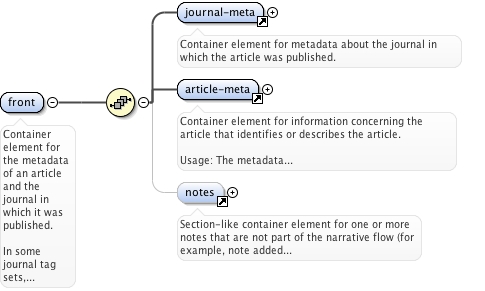 journal-meta
Container element for metadata about the journal in
which the article was published.
article-meta
Container element for information concerning the
article that identifies or describes the article.
Usage: The metadata...
front
Container
element for
the metadata
of an article
and the
journal in
which it was
published.
In some
journal tag
sets,...
notes
Section-like container element for one or more
notes that are not part of the narrative flow (for
example, note added...